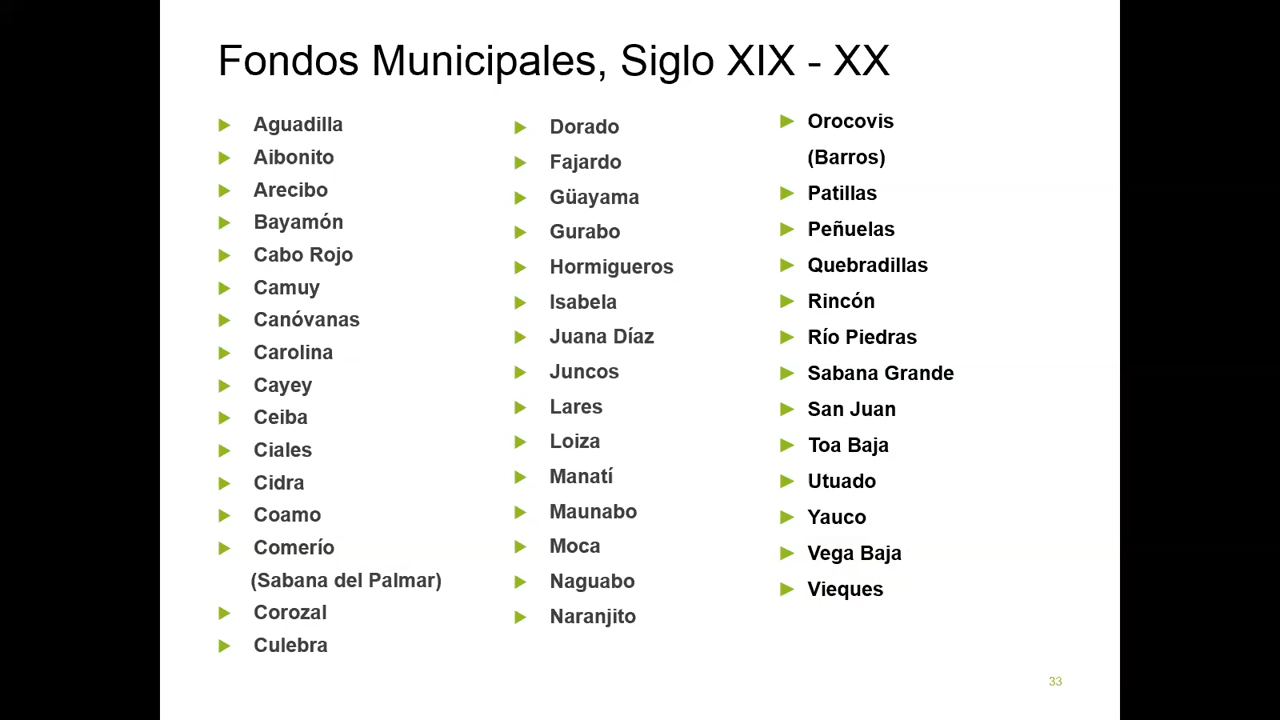 Fondos Municipales, Siglo XIX - XX
Aguadilla
Aibonito
Arecibo
Bayamón
Cabo Rojo
Camuy
Canóvanas
Carolina
Cayey
Ceiba
Ciales
Cidra
Coamo
Comerío
(Sabana del Palmar)
Corozal
Culebra
Dorado
Fajardo
Güayama
Gurabo
Hormigueros
Isabela
Juana Díaz
Juncos
Lares
Loiza
Manatí
Maunabo
Moca
Naguabo
Naranjito
Orocovis
(Barros)
Patillas
Peñuelas
Quebradillas
Rincón
Río Piedras
Sabana Grande
San Juan
Toa Baja
Utuado
Yauco
Vega Baja
Vieques
33